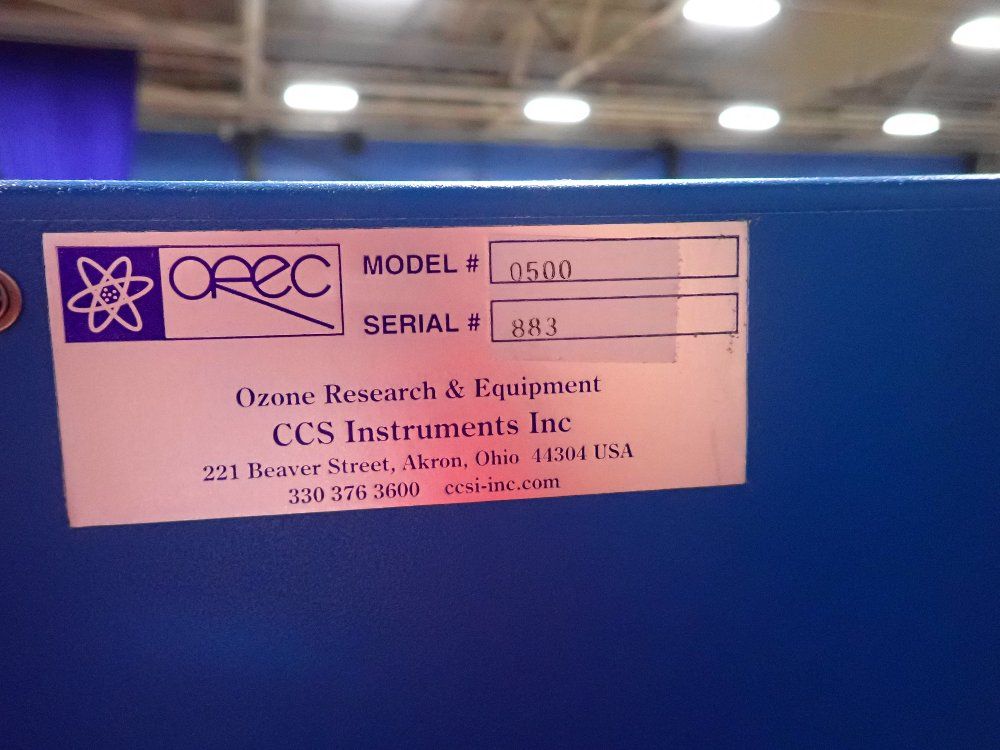 OREC
MODEL # 0500
SERIAL # 883
Ozone Research & Equipment
CCS Instruments Inc
221 Beaver Street, Akron, Ohio 44304 USA
330 376 3600 ccsi-inc.com